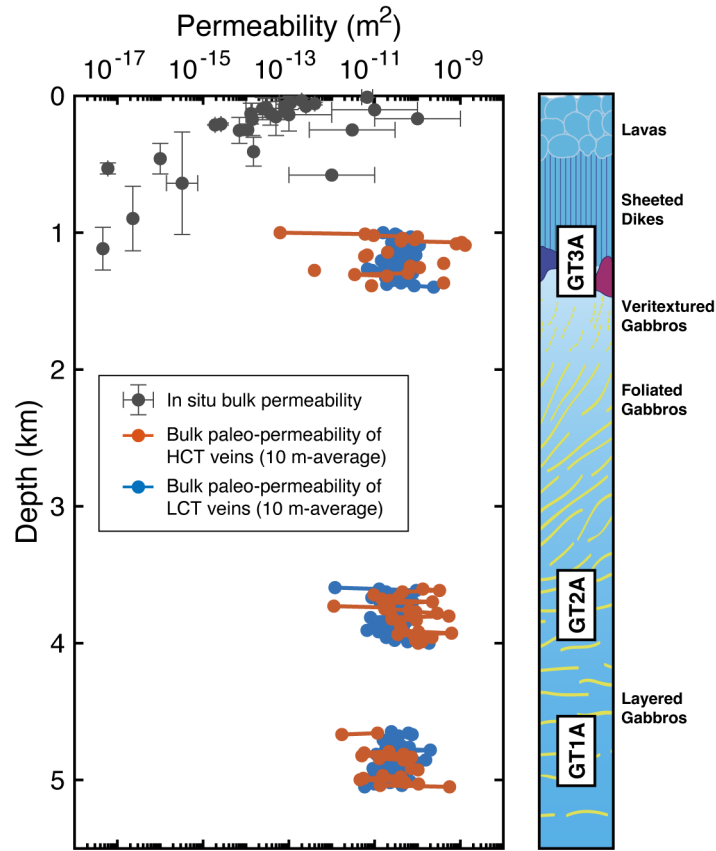 Permeability (m²)
10⁻¹⁷ 10⁻¹⁵ 10⁻¹³ 10⁻¹¹ 10⁻⁹
0
1
2
3
4
5
Depth (km)
In situ bulk permeability
Bulk paleo-permeability of
HCT veins (10 m-average)
Bulk paleo-permeability of
LCT veins (10 m-average)
Lavas
Sheeted
Dikes
GT3A
Veritextured
Gabbros
Foliated
Gabbros
GT2A
Layered
Gabbros
GT1A